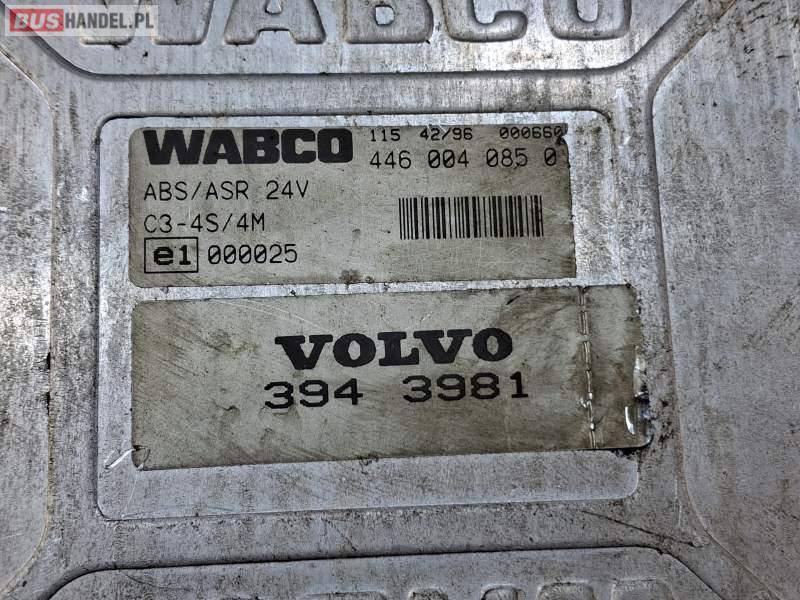 BUSHANDEL.PL
WABCO
WABCO 115 42/96 000660
446 004 085 0
ABS/ASR 24V
C3-4S/4M
e1 000025
VOLVO
394 3981